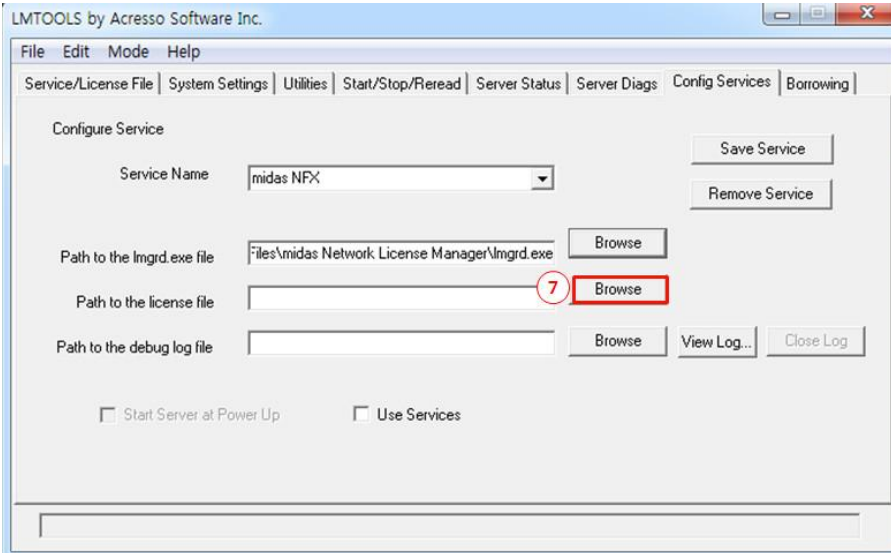 LMTOOLS by Acresso Software Inc.
File Edit Mode Help
Service/License File System Settings Utilities Start/Stop/Reread Server Status Server Diags Config Services Borrowing
Configure Service
Save Service
Service Name midas NFX
Remove Service
Path to the lmgrd.exe file Files\midas Network License Manager\lmgrd.exe Browse
Path to the license file 7 Browse
Path to the debug log file Browse View Log... Close Log
Start Server at Power Up Use Services